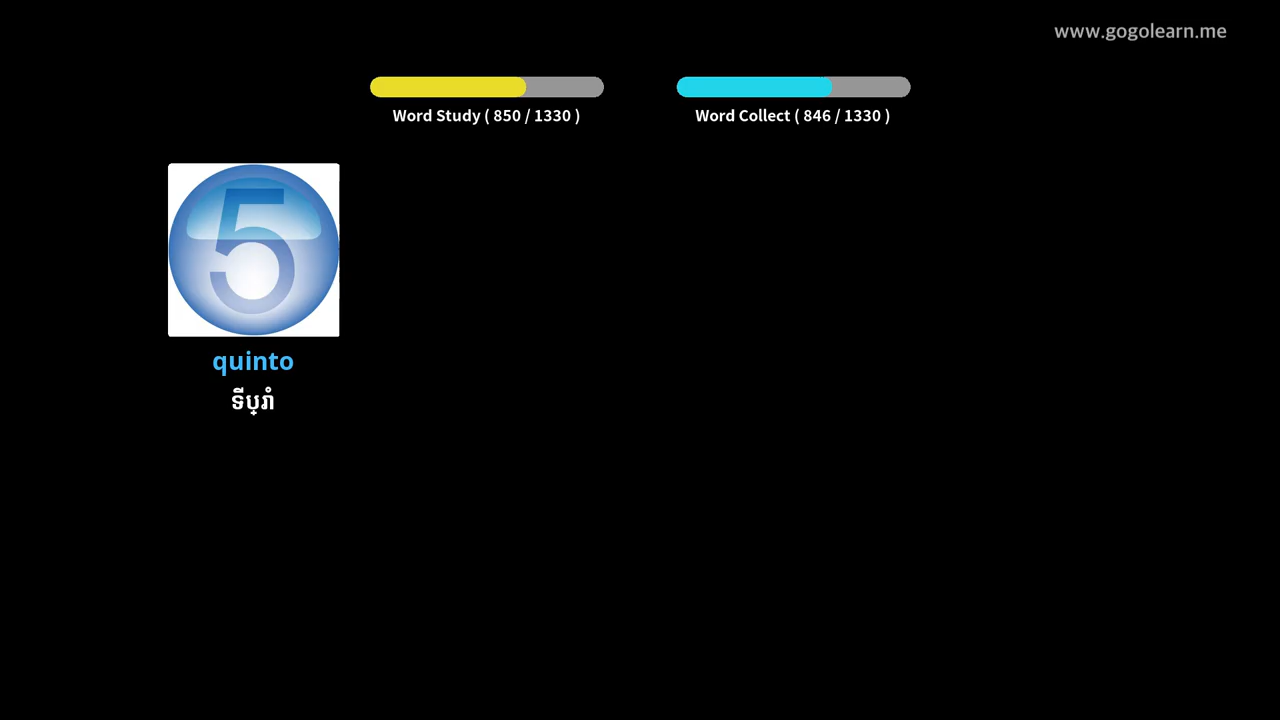 www.gogolearn.me
Word Study ( 850 / 1330 )
Word Collect ( 846 / 1330 )
5
quinto
ទីប្រាំ